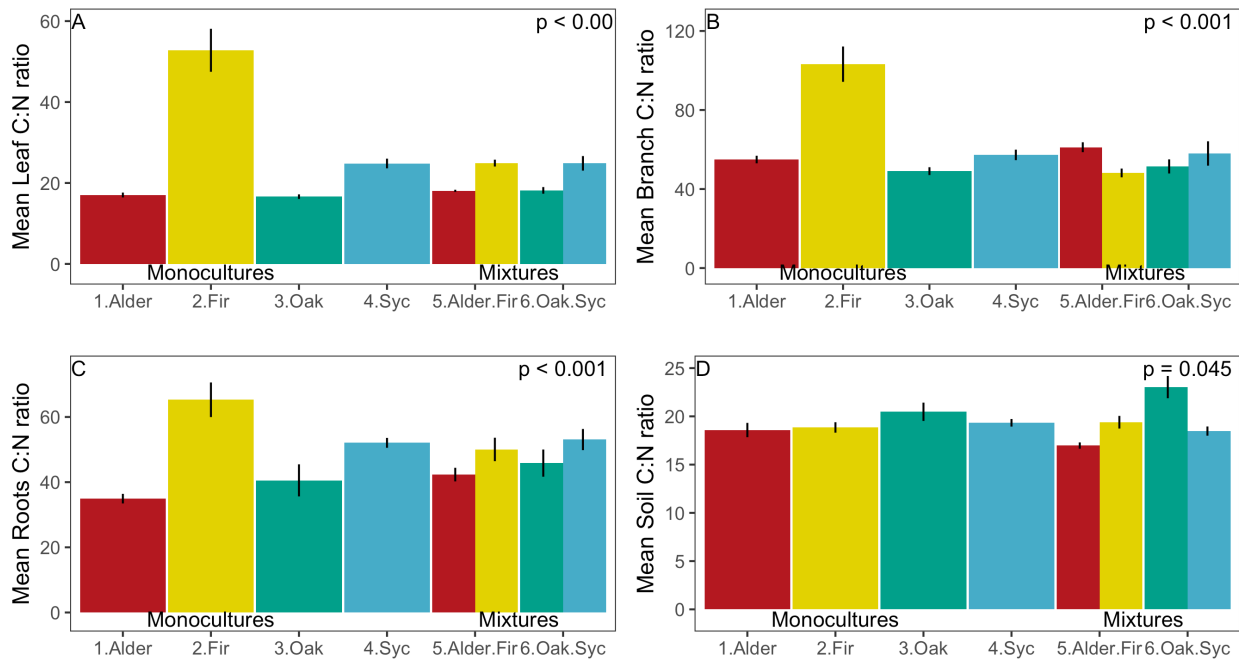 A
p < 0.00
Mean Leaf C:N ratio
60
40
20
0
Monocultures
Mixtures
1.Alder
2.Fir
3.Oak
4.Syc
5.Alder.Fir
6.Oak.Syc
B
p < 0.001
Mean Branch C:N ratio
120
80
40
0
Monocultures
Mixtures
1.Alder
2.Fir
3.Oak
4.Syc
5.Alder.Fir
6.Oak.Syc
C
p < 0.001
Mean Roots C:N ratio
60
40
20
0
Monocultures
Mixtures
1.Alder
2.Fir
3.Oak
4.Syc
5.Alder.Fir
6.Oak.Syc
D
p = 0.045
Mean Soil C:N ratio
25
20
15
10
5
0
Monocultures
Mixtures
1.Alder
2.Fir
3.Oak
4.Syc
5.Alder.Fir
6.Oak.Syc